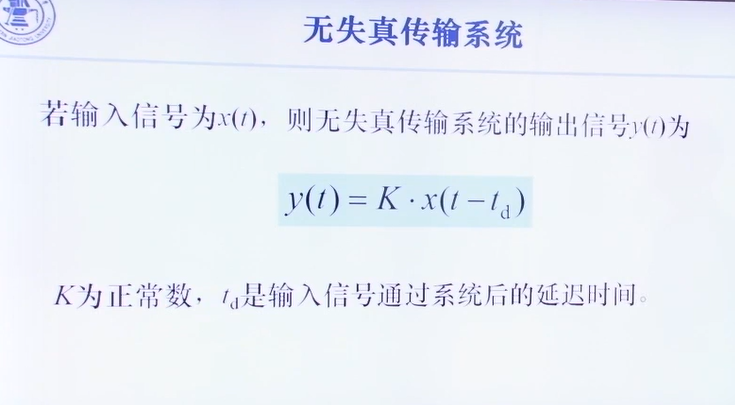 无失真传输系统
若输入信号为x(t)，则无失真传输系统的输出信号y(t)为
y(t) = K · x(t − t_d)
K为正常数，t_d是输入信号通过系统后的延迟时间。